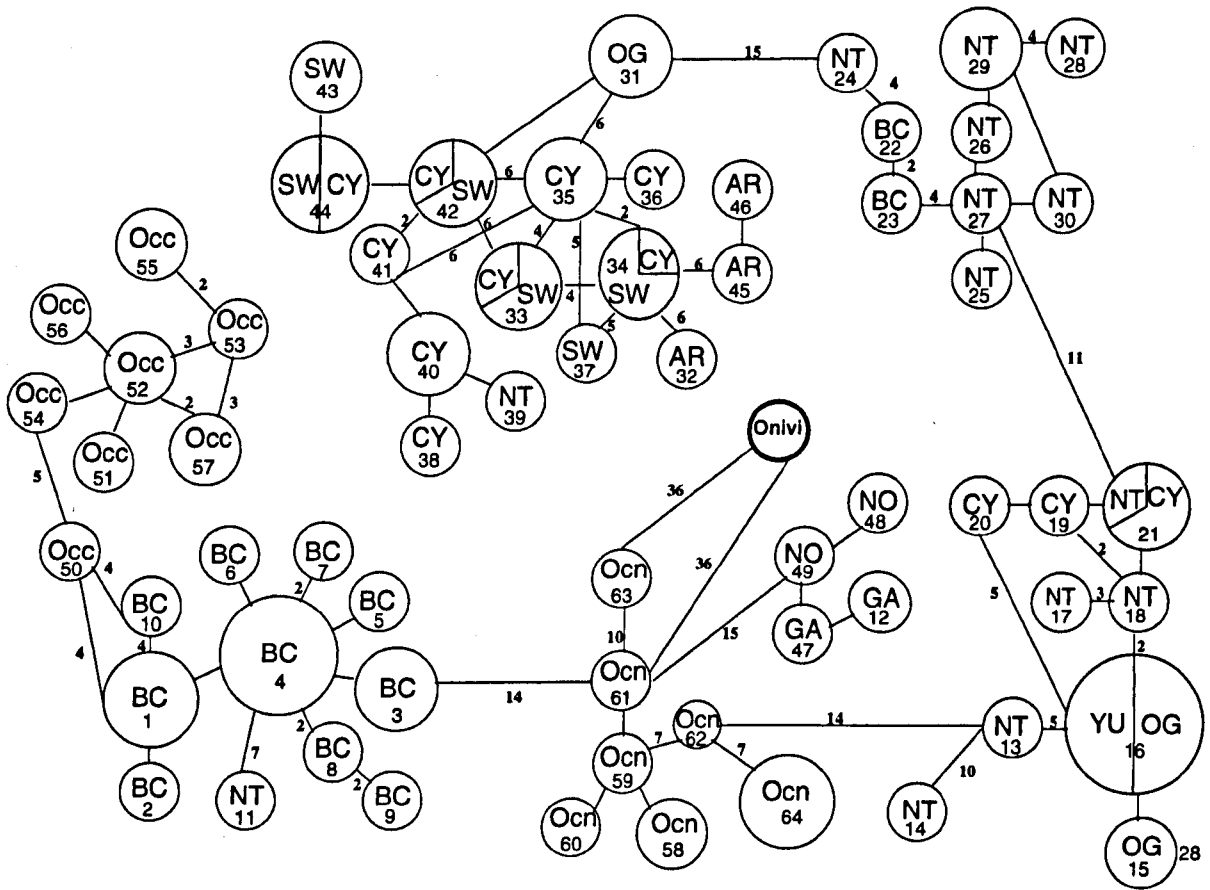 OG
31
15
NT
24
4
NT
29
4
NT
28
SW
43
BC
22
NT
26
6
2
SW CY
44
CY
SW
42
6
CY
35
CY
36
AR
46
BC
23
4
NT
27
NT
30
Occ
55
2
CY
41
6
6
4
5
2
34
CY
SW
6
AR
45
NT
25
2
Occ
56
Occ
53
3
Occ
52
CY
SW
33
4
5
6
SW
37
AR
32
11
Occ
54
2
3
Occ
51
Occ
57
CY
40
NT
39
CY
38
Onivi
5
36
36
NO
48
CY
20
CY
19
NT CY
21
Occ
50
4
BC
6
BC
7
2
Ocn
63
NO
49
GA
12
2
4
BC
10
4
BC
5
10
15
GA
47
5
NT
17
3
NT
18
2
BC
1
BC
4
BC
3
14
Ocn
61
YU OG
16
7
2
BC
8
2
Ocn
62
14
NT
13
5
BC
2
NT
11
BC
9
Ocn
59
7
7
10
Ocn
60
Ocn
58
Ocn
64
NT
14
OG
15
28